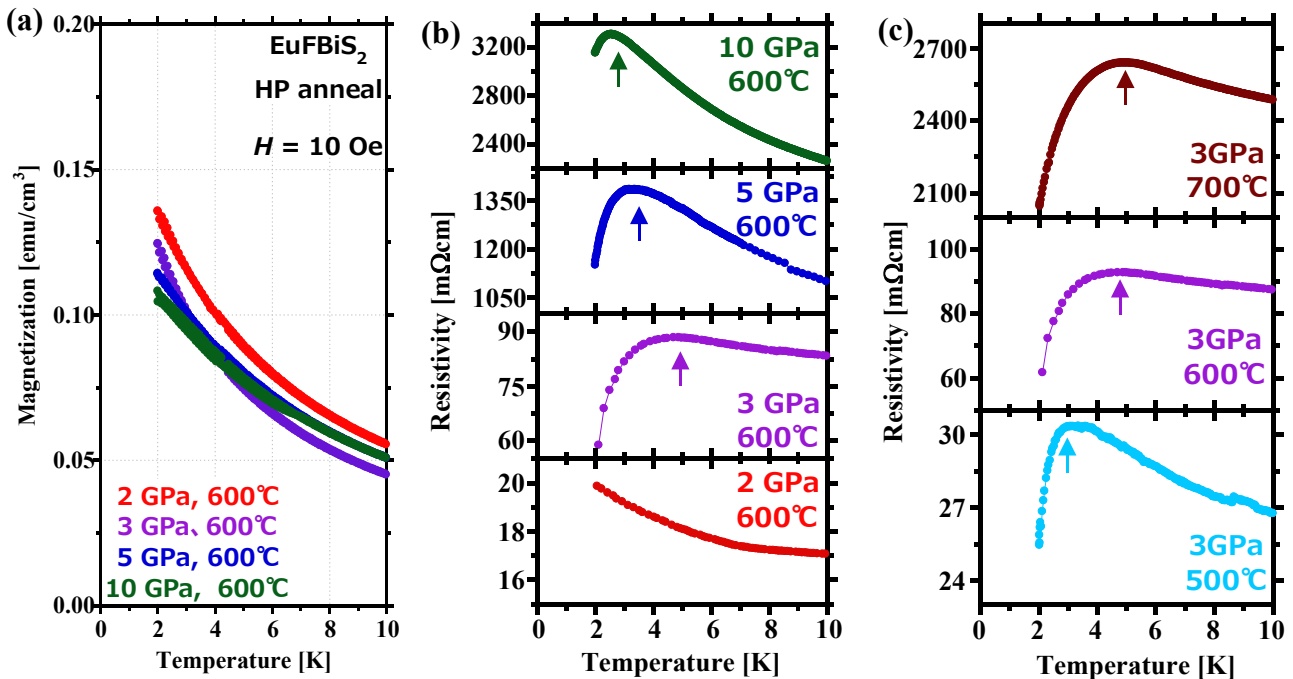 (a)
0.20
0.15
0.10
0.05
0.00
Magnetization [emu/cm³]
EuFBiS₂
HP anneal
H = 10 Oe
2 GPa, 600℃
3 GPa、600℃
5 GPa, 600℃
10 GPa, 600℃
0 2 4 6 8 10
Temperature [K]
(b)
3200
2800
2400
10 GPa
600℃
1350
1200
1050
5 GPa
600℃
90
75
60
3 GPa
600℃
20
18
16
2 GPa
600℃
Resistivity [mΩcm]
0 2 4 6 8 10
Temperature [K]
(c)
2700
2400
2100
3GPa
700℃
100
80
60
3GPa
600℃
30
27
24
3GPa
500℃
Resistivity [mΩcm]
0 2 4 6 8 10
Temperature [K]